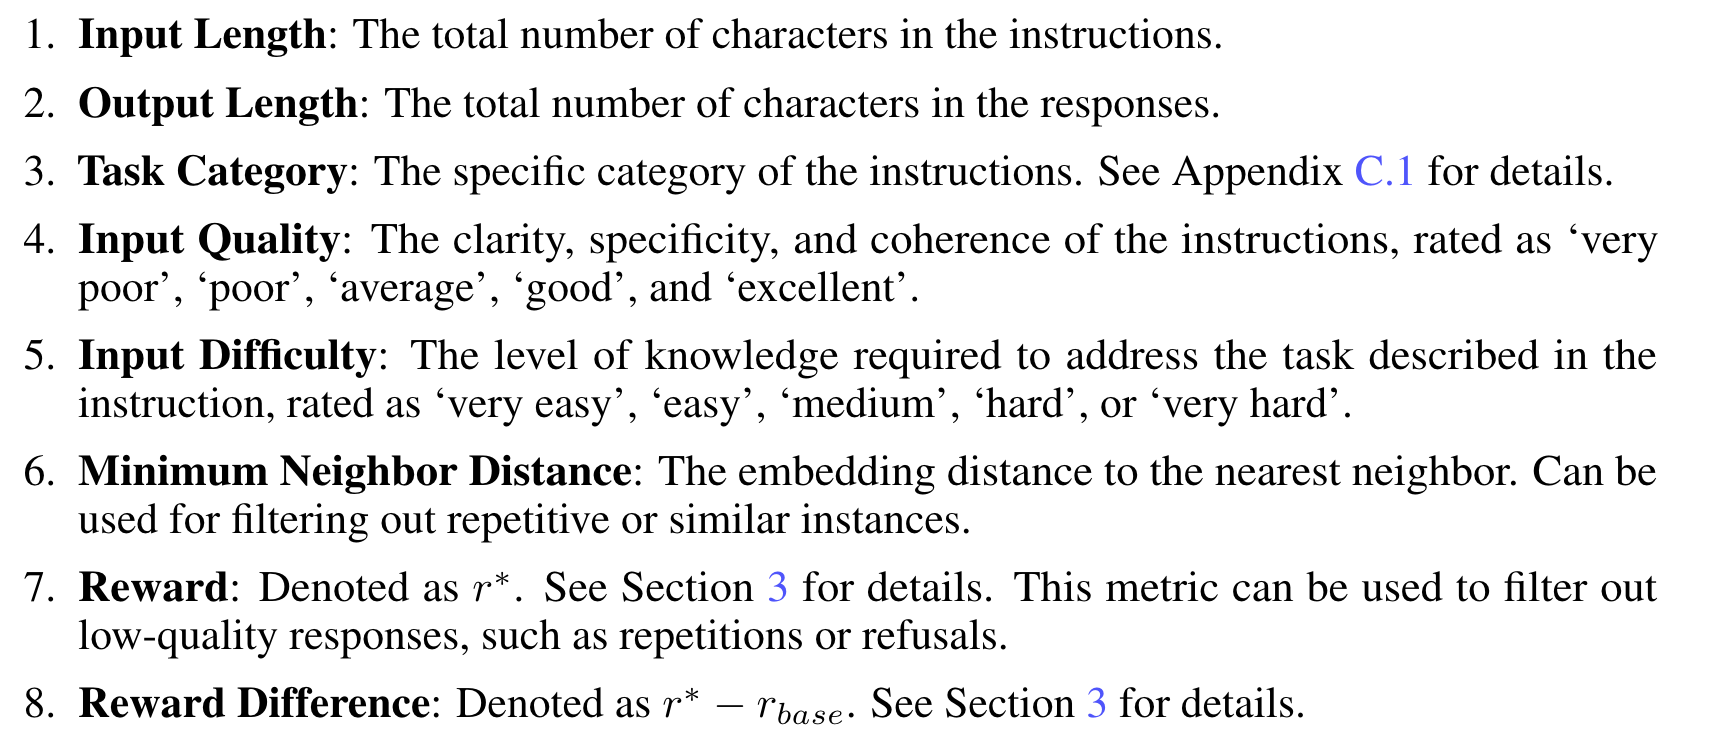 1. Input Length: The total number of characters in the instructions.
2. Output Length: The total number of characters in the responses.
3. Task Category: The specific category of the instructions. See Appendix C.1 for details.
4. Input Quality: The clarity, specificity, and coherence of the instructions, rated as ‘very
poor’, ‘poor’, ‘average’, ‘good’, and ‘excellent’.
5. Input Difficulty: The level of knowledge required to address the task described in the
instruction, rated as ‘very easy’, ‘easy’, ‘medium’, ‘hard’, or ‘very hard’.
6. Minimum Neighbor Distance: The embedding distance to the nearest neighbor. Can be
used for filtering out repetitive or similar instances.
7. Reward: Denoted as r*. See Section 3 for details. This metric can be used to filter out
low-quality responses, such as repetitions or refusals.
8. Reward Difference: Denoted as r* − r_base. See Section 3 for details.